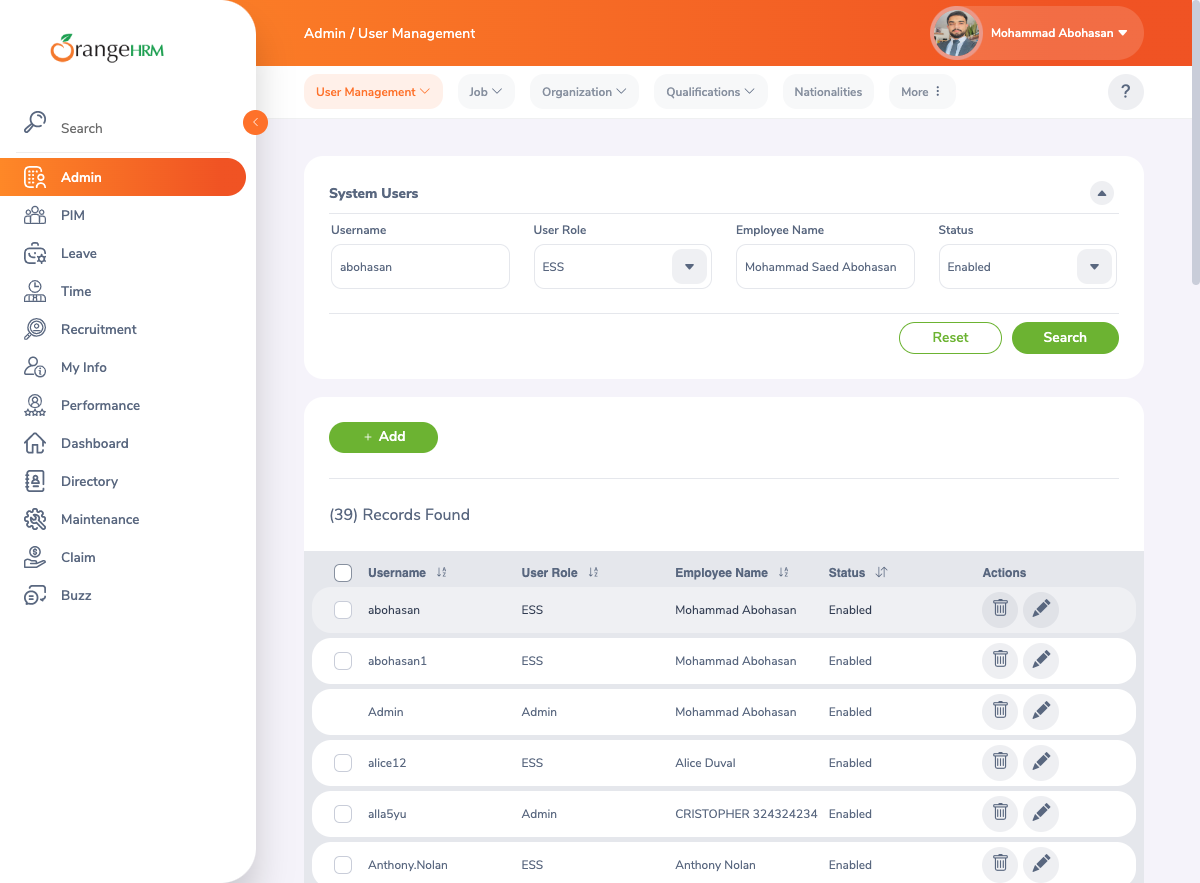 OrangeHRM
Admin / User Management
Mohammad Abohasan
User Management
Job
Organization
Qualifications
Nationalities
More
?
Search
Admin
PIM
Leave
Time
Recruitment
My Info
Performance
Dashboard
Directory
Maintenance
Claim
Buzz
System Users
Username
User Role
Employee Name
Status
abohasan
ESS
Mohammad Saed Abohasan
Enabled
Reset
Search
+ Add
(39) Records Found
Username User Role Employee Name Status Actions
abohasan ESS Mohammad Abohasan Enabled
abohasan1 ESS Mohammad Abohasan Enabled
Admin Admin Mohammad Abohasan Enabled
alice12 ESS Alice Duval Enabled
alla5yu Admin CRISTOPHER 324324234 Enabled
Anthony.Nolan ESS Anthony Nolan Enabled